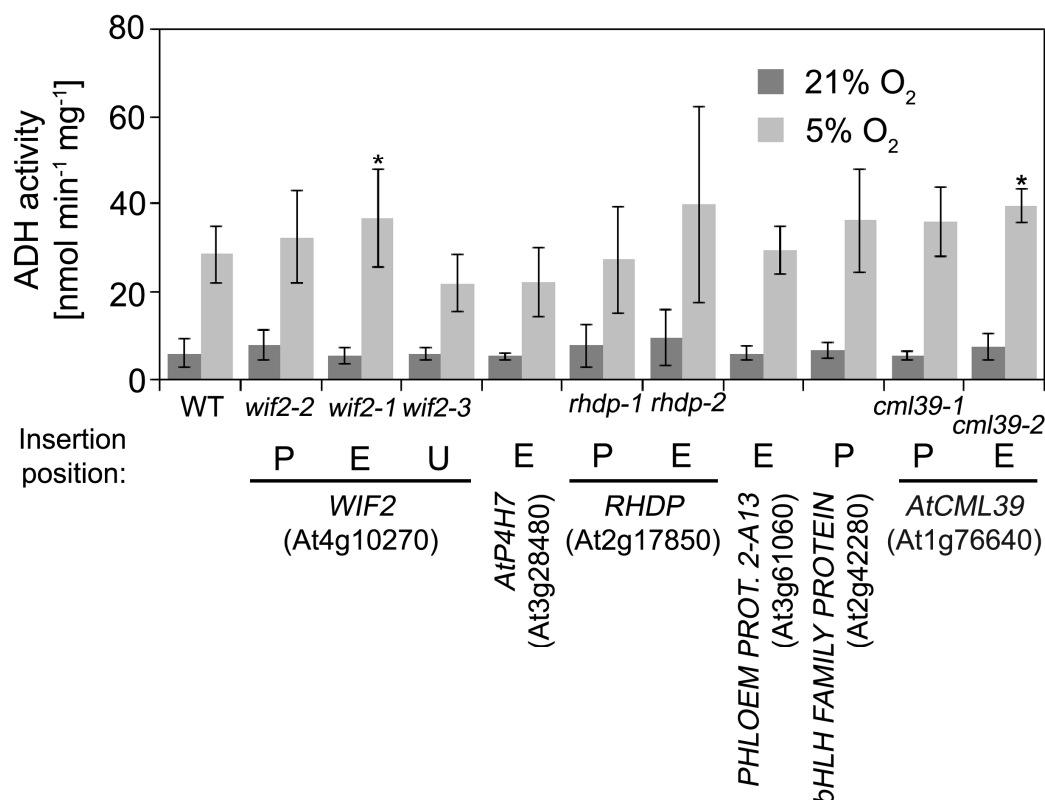 80
60
40
20
0
ADH activity
[nmol min-1 mg-1]
21% O2
5% O2
*
*
WT wif2-2 wif2-1 wif2-3 rhdp-1 rhdp-2 cml39-1
cml39-2
Insertion
position:
P E U E P E E P P E
WIF2
(At4g10270)
AtP4H7
(At3g28480)
RHDP
(At2g17850)
PHLOEM PROT. 2-A13
(At3g61060)
bHLH FAMILY PROTEIN
(At2g42280)
AtCML39
(At1g76640)